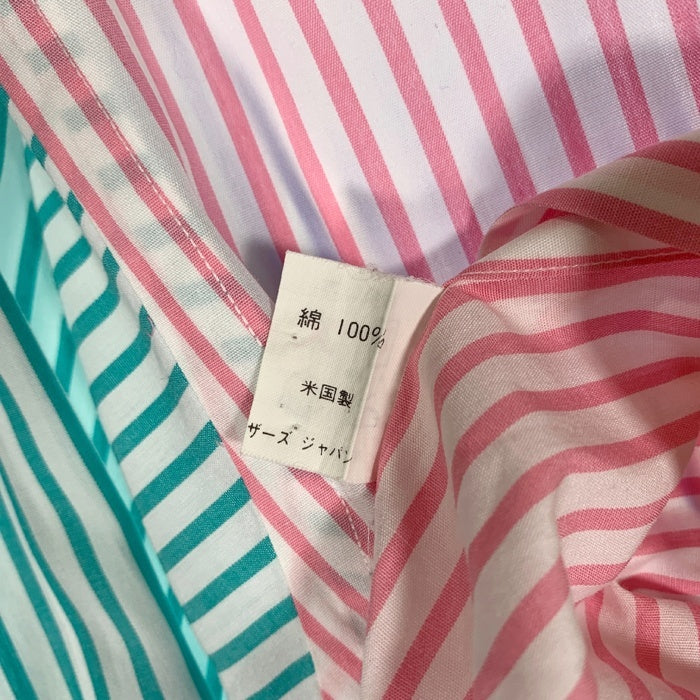 綿 100%
米国製
ザーズ ジャパン